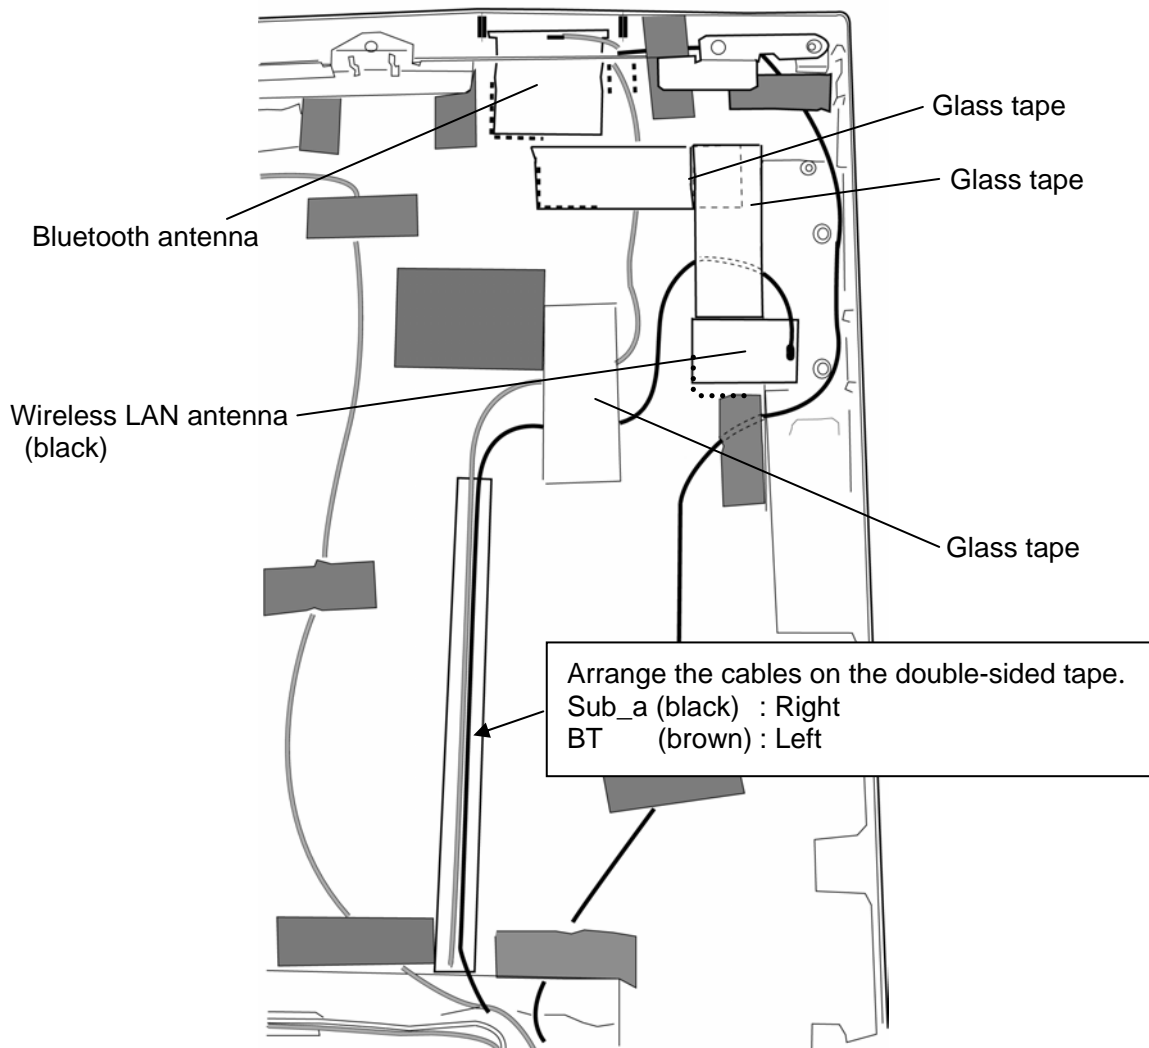 Glass tape
Glass tape
Bluetooth antenna
Wireless LAN antenna
(black)
Glass tape
Arrange the cables on the double-sided tape.
Sub_a (black) : Right
BT (brown) : Left